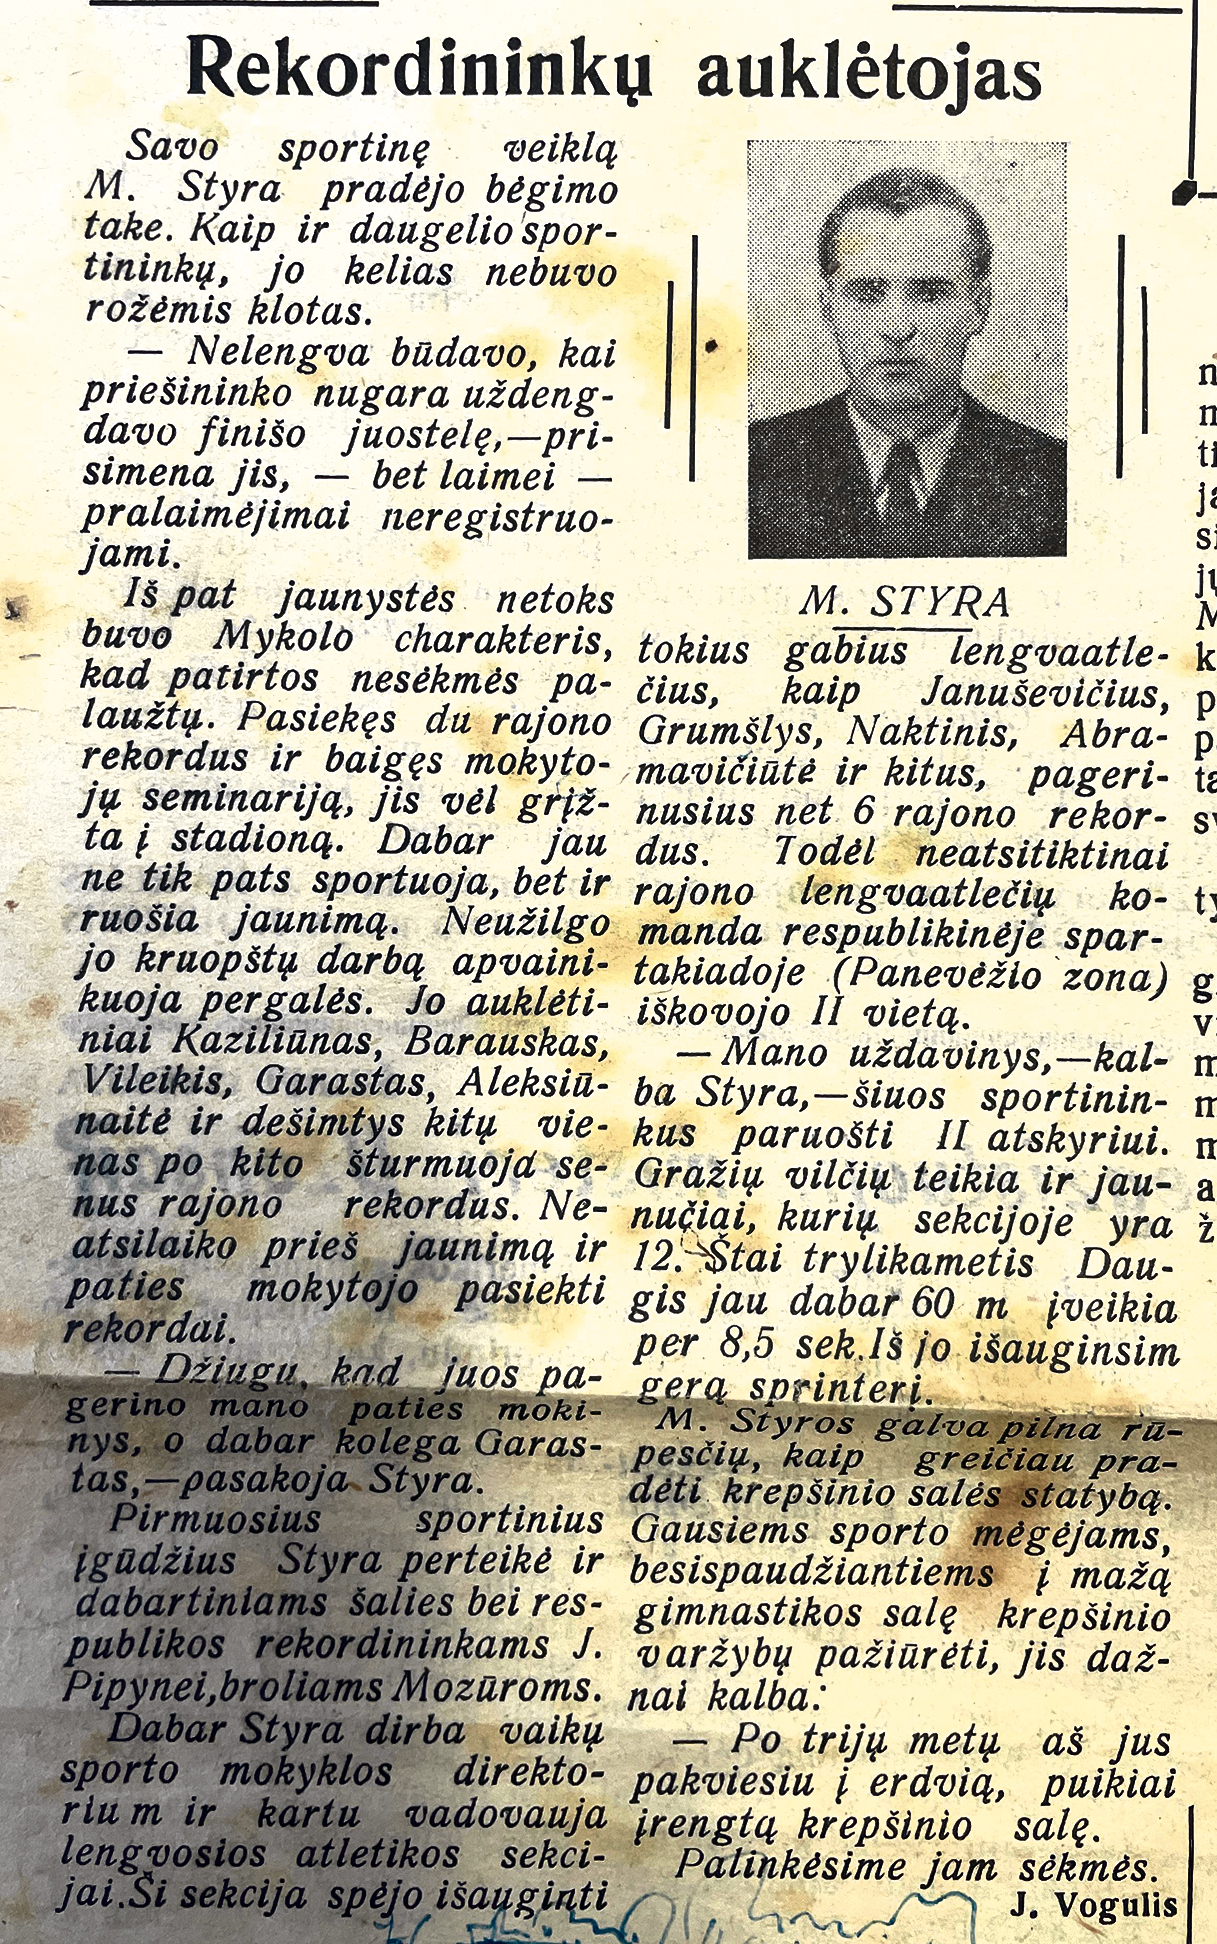 Rekordininkų auklėtojas
Savo sportinę veiklą
M. Styra pradėjo bėgimo
take. Kaip ir daugelio spor-
tininkų, jo kelias nebuvo
rožėmis klotas.
— Nelengva būdavo, kai
priešininko nugara uždeng-
davo finišo juostelę,—pri-
simena jis, — bet laimei —
pralaimėjimai neregistruo-
jami.
Iš pat jaunystės netoks
buvo Mykolo charakteris,
kad patirtos nesėkmės pa-
laužtų. Pasiekęs du rajono
rekordus ir baigęs mokyto-
jų seminariją, jis vėl grįž-
ta į stadioną. Dabar jau
ne tik pats sportuoja, bet ir
ruošia jaunimą. Neužilgo
jo kruopštų darbą apvaini-
kuoja pergalės. Jo auklėti-
niai Kaziliūnas, Barauskas,
Vileikis, Garastas, Aleksiū-
naitė ir dešimtys kitų vie-
nas po kito šturmuoja se-
nus rajono rekordus. Ne-
atsilaiko prieš jaunimą ir
paties mokytojo pasiekti
rekordai.
— Džiugu, kad juos pa-
gerino mano paties moki-
nys, o dabar kolega Garas-
tas,—pasakoja Styra.
Pirmuosius sportinius
įgūdžius Styra perteikė ir
dabartiniams šalies bei res-
publikos rekordininkams J.
Pipynei, broliams Mozūroms.
Dabar Styra dirba vaikų
sporto mokyklos direkto-
rium ir kartu vadovauja
lengvosios atletikos sekci-
jai. Ši sekcija spėjo išauginti
M. STYRA
tokius gabius lengvaatle-
čius, kaip Januševičius,
Grumšlys, Naktinis, Abra-
mavičiūtė ir kitus, pageri-
nusius net 6 rajono rekor-
dus. Todėl neatsitiktinai
rajono lengvaatlečių ko-
manda respublikinėje spar-
takiadoje (Panevėžio zona)
iškovojo II vietą.
— Mano uždavinys,—kal-
ba Styra,—šiuos sportinin-
kus paruošti II atskyriui.
Gražių vilčių teikia ir jau-
nučiai, kurių sekcijoje yra
12. Štai trylikametis Dau-
gis jau dabar 60 m įveikia
per 8,5 sek. Iš jo išauginsim
gerą sprinterį.
M. Styros galva pilna rū-
pesčių, kaip greičiau pra-
dėti krepšinio salės statybą.
Gausiems sporto mėgėjams,
besispaudžiantiems į mažą
gimnastikos salę krepšinio
varžybų pažiūrėti, jis daž-
nai kalba:
— Po trijų metų aš jus
pakviesiu į erdvią, puikiai
įrengtą krepšinio salę.
Palinkėsime jam sėkmės.
J. Vogulis